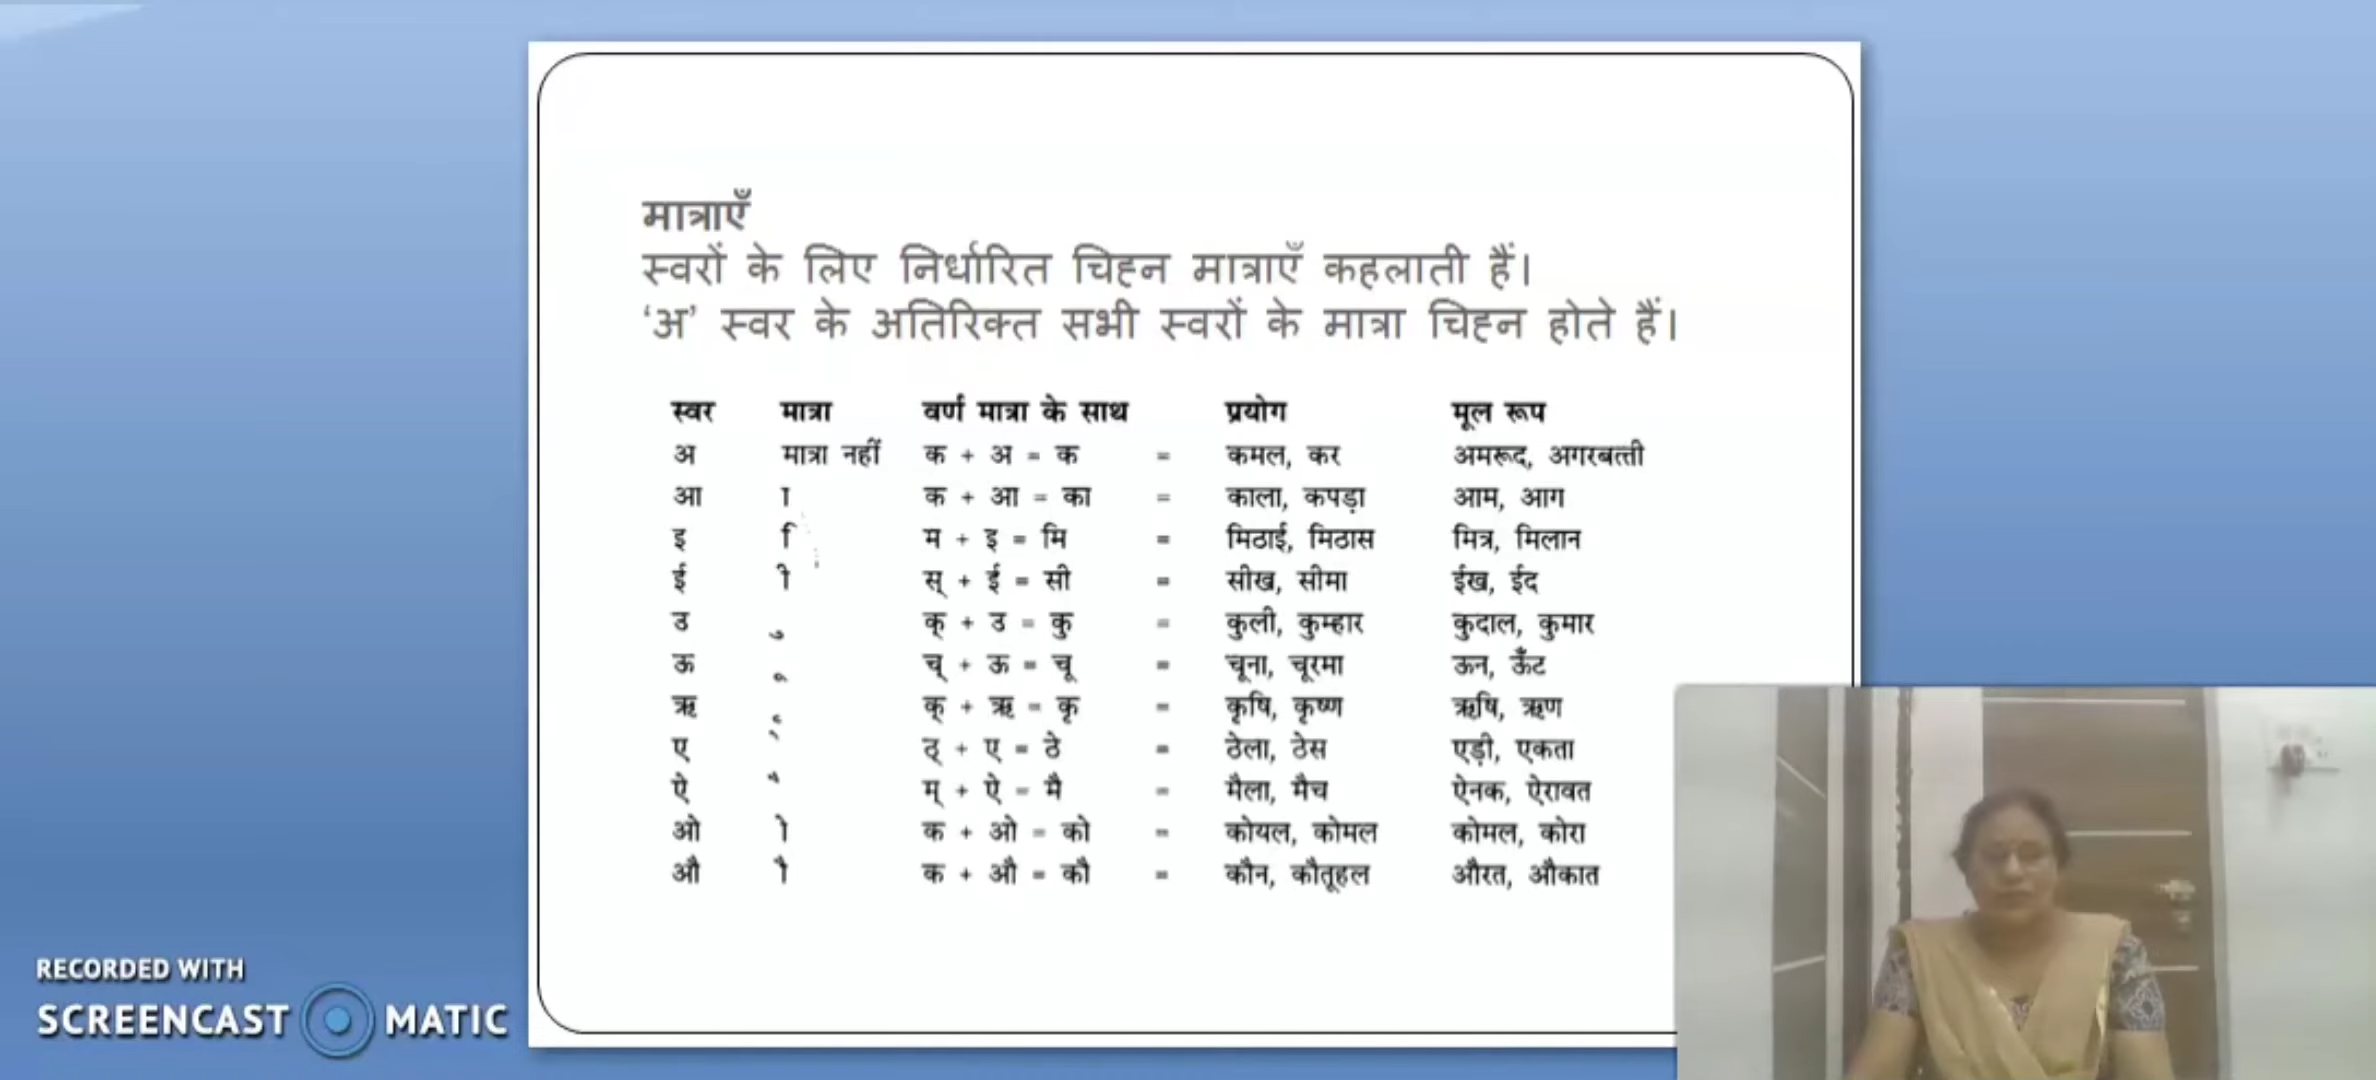 मात्राएँ
स्वरों के लिए निर्धारित चिह्न मात्राएँ कहलाती हैं।
‘अ’ स्वर के अतिरिक्त सभी स्वरों के मात्रा चिह्न होते हैं।
स्वर मात्रा वर्ण मात्रा के साथ प्रयोग मूल रूप
अ मात्रा नहीं क + अ = क = कमल, कर अमरूद, अगरबत्ती
आ ा क + आ = का = काला, कपड़ा आम, आग
इ ि म + इ = मि = मिठाई, मिठास मित्र, मिलान
ई ी स् + ई = सी = सीख, सीमा ईख, ईद
उ ु क् + उ = कु = कुली, कुम्हार कुदाल, कुमार
ऊ ू च् + ऊ = चू = चूना, चूरमा ऊन, ऊँट
ऋ ृ क् + ऋ = कृ = कृषि, कृष्ण ऋषि, ऋण
ए े ठ् + ए = ठे = ठेला, ठेस एड़ी, एकता
ऐ ै म् + ऐ = मै = मैला, मैच ऐनक, ऐरावत
ओ ो क + ओ = को = कोयल, कोमल कोमल, कोरा
औ ौ क + औ = कौ = कौन, कौतूहल औरत, औकात
RECORDED WITH
SCREENCAST MATIC